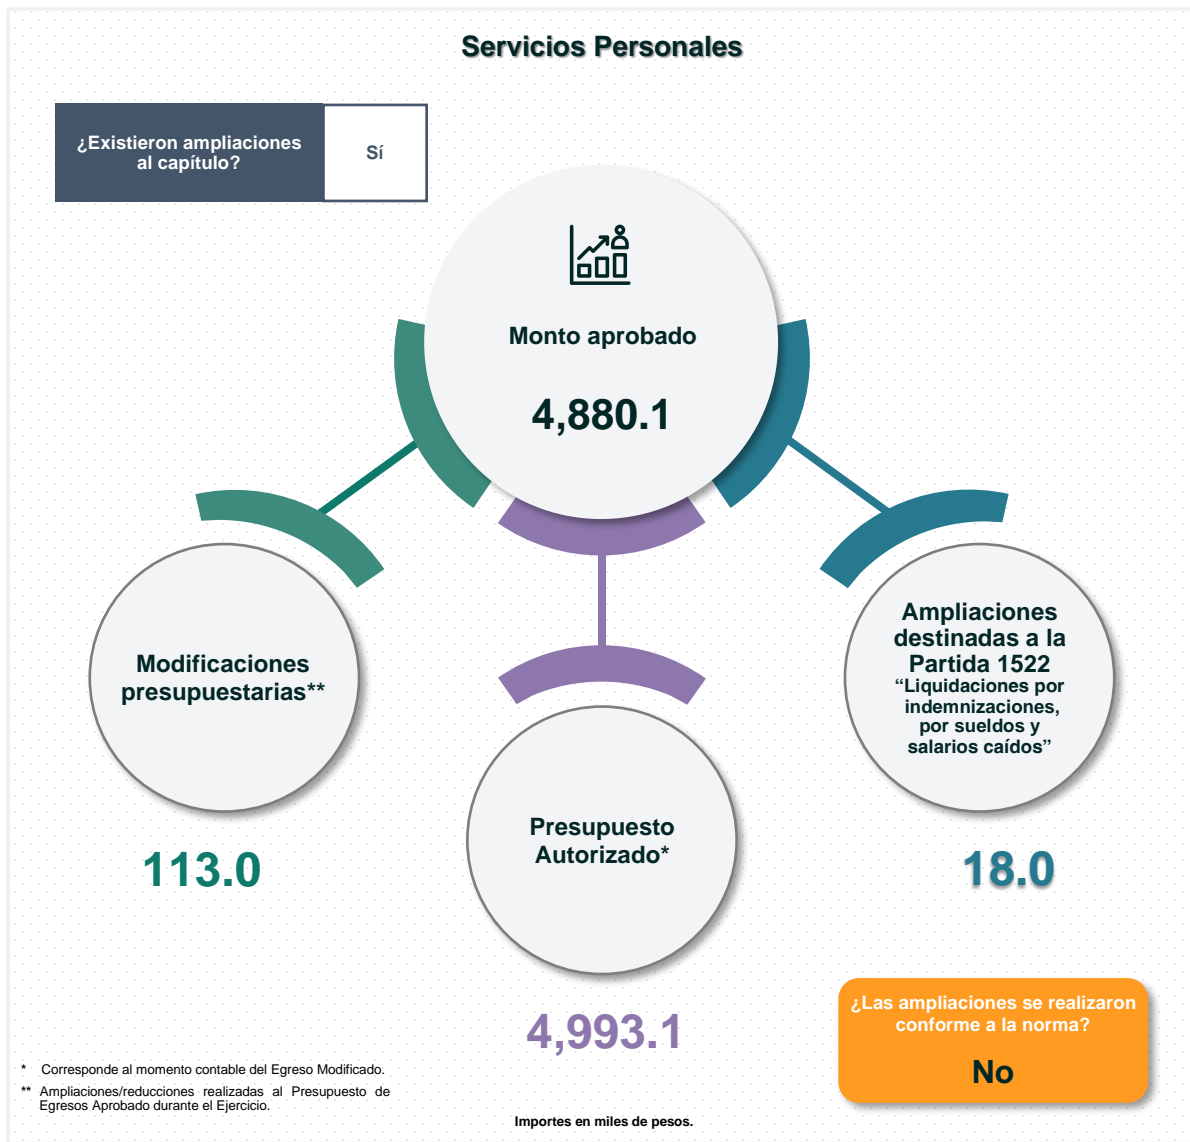 Servicios Personales
¿Existieron ampliaciones
al capítulo?
Sí
Monto aprobado
4,880.1
Modificaciones
presupuestarias**
113.0
Presupuesto
Autorizado*
4,993.1
Ampliaciones
destinadas a la
Partida 1522
“Liquidaciones por
indemnizaciones,
por sueldos y
salarios caídos”
18.0
¿Las ampliaciones se realizaron
conforme a la norma?
No
* Corresponde al momento contable del Egreso Modificado.
** Ampliaciones/reducciones realizadas al Presupuesto de
Egresos Aprobado durante el Ejercicio.
Importes en miles de pesos.